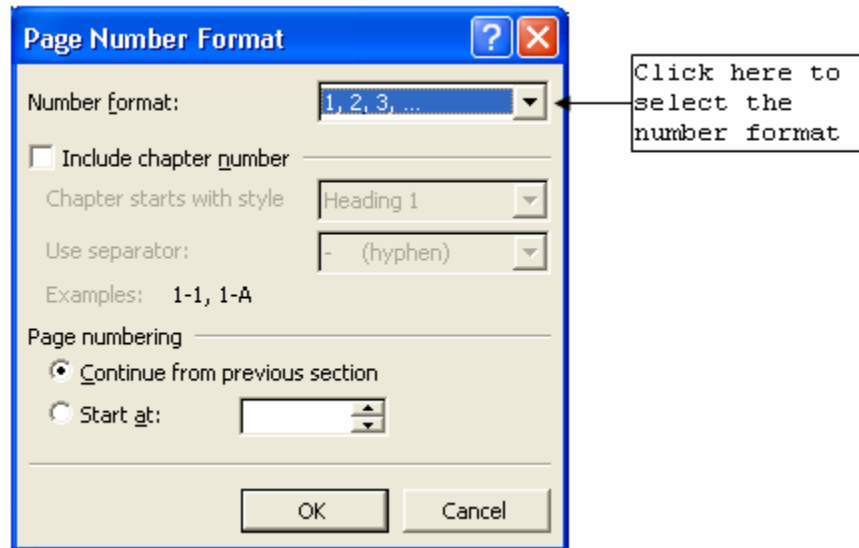 Page Number Format
Number format: 1, 2, 3, ...
Click here to
select the
number format
Include chapter number
Chapter starts with style Heading 1
Use separator: - (hyphen)
Examples: 1-1, 1-A
Page numbering
Continue from previous section
Start at:
OK Cancel